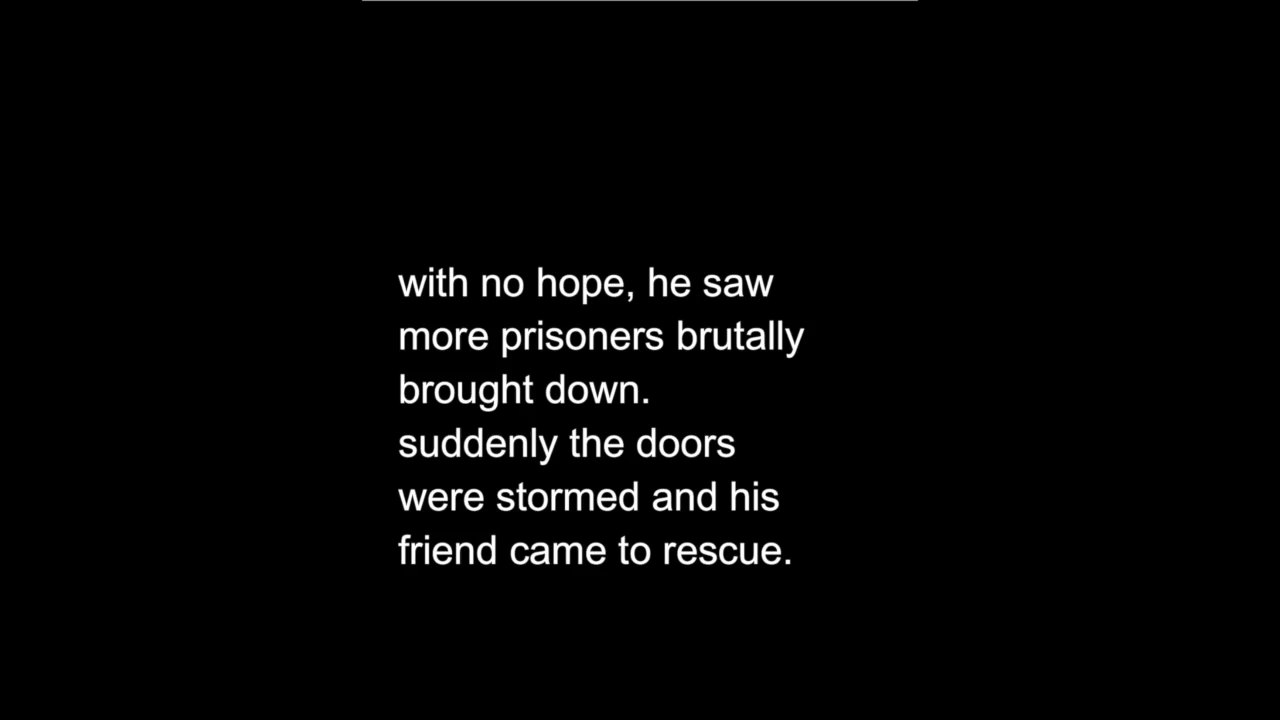 with no hope, he saw
more prisoners brutally
brought down.
suddenly the doors
were stormed and his
friend came to rescue.